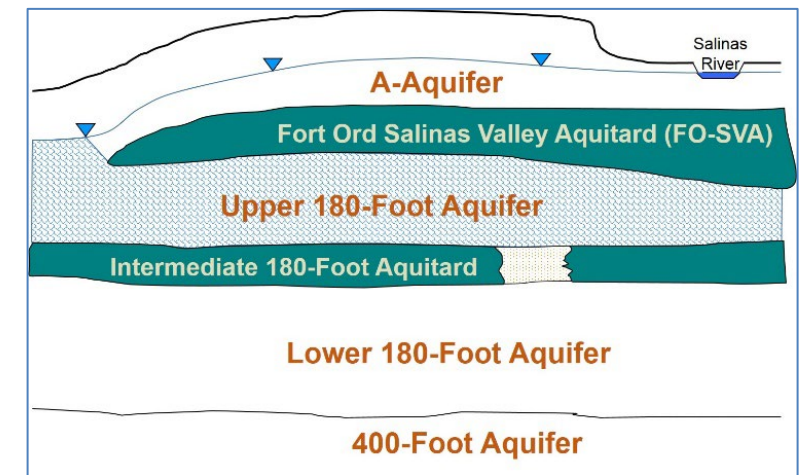 Salinas
River
A-Aquifer
Fort Ord Salinas Valley Aquitard (FO-SVA)
Upper 180-Foot Aquifer
Intermediate 180-Foot Aquitard
Lower 180-Foot Aquifer
400-Foot Aquifer